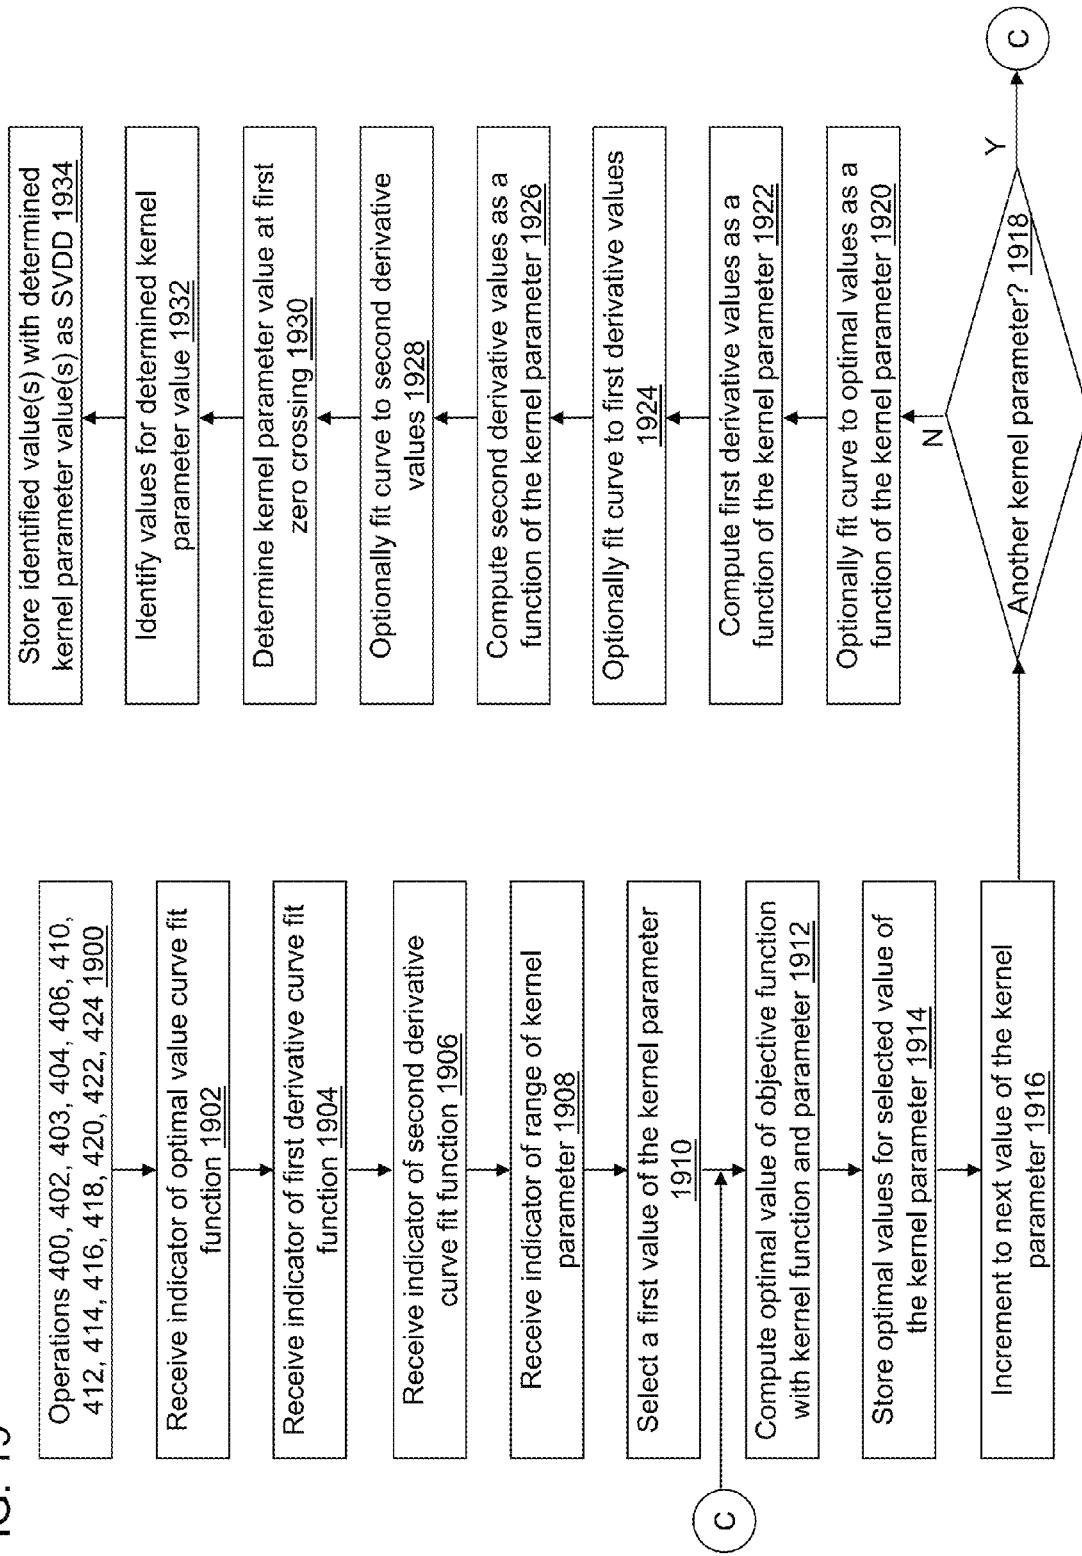 Operations 400, 402, 403, 404, 406, 410,
412, 414, 416, 418, 420, 422, 424 1900
Receive indicator of optimal value curve fit
function 1902
Receive indicator of first derivative curve fit
function 1904
Receive indicator of second derivative
curve fit function 1906
Receive indicator of range of kernel
parameter 1908
Select a first value of the kernel parameter
1910
C
Compute optimal value of objective function
with kernel function and parameter 1912
Store optimal values for selected value of
the kernel parameter 1914
Increment to next value of the kernel
parameter 1916
Another kernel parameter? 1918
Y
C
N
Optionally fit curve to optimal values as a
function of the kernel parameter 1920
Compute first derivative values as a
function of the kernel parameter 1922
Optionally fit curve to first derivative values
1924
Compute second derivative values as a
function of the kernel parameter 1926
Optionally fit curve to second derivative
values 1928
Determine kernel parameter value at first
zero crossing 1930
Identify values for determined kernel
parameter value 1932
Store identified value(s) with determined
kernel parameter value(s) as SVDD 1934